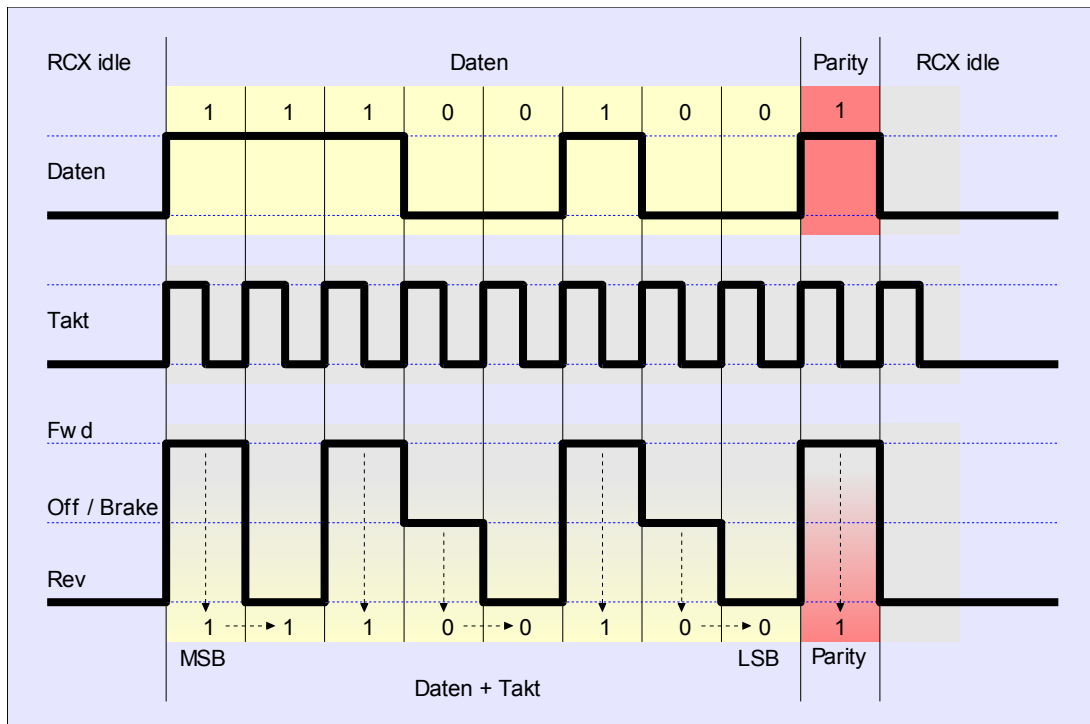 RCX idle Daten Parity RCX idle
1 1 1 0 0 1 0 0 1
Daten
Takt
Fwd
Off / Brake
Rev
1 1 1 0 0 1 0 0 1
MSB LSB Parity
Daten + Takt